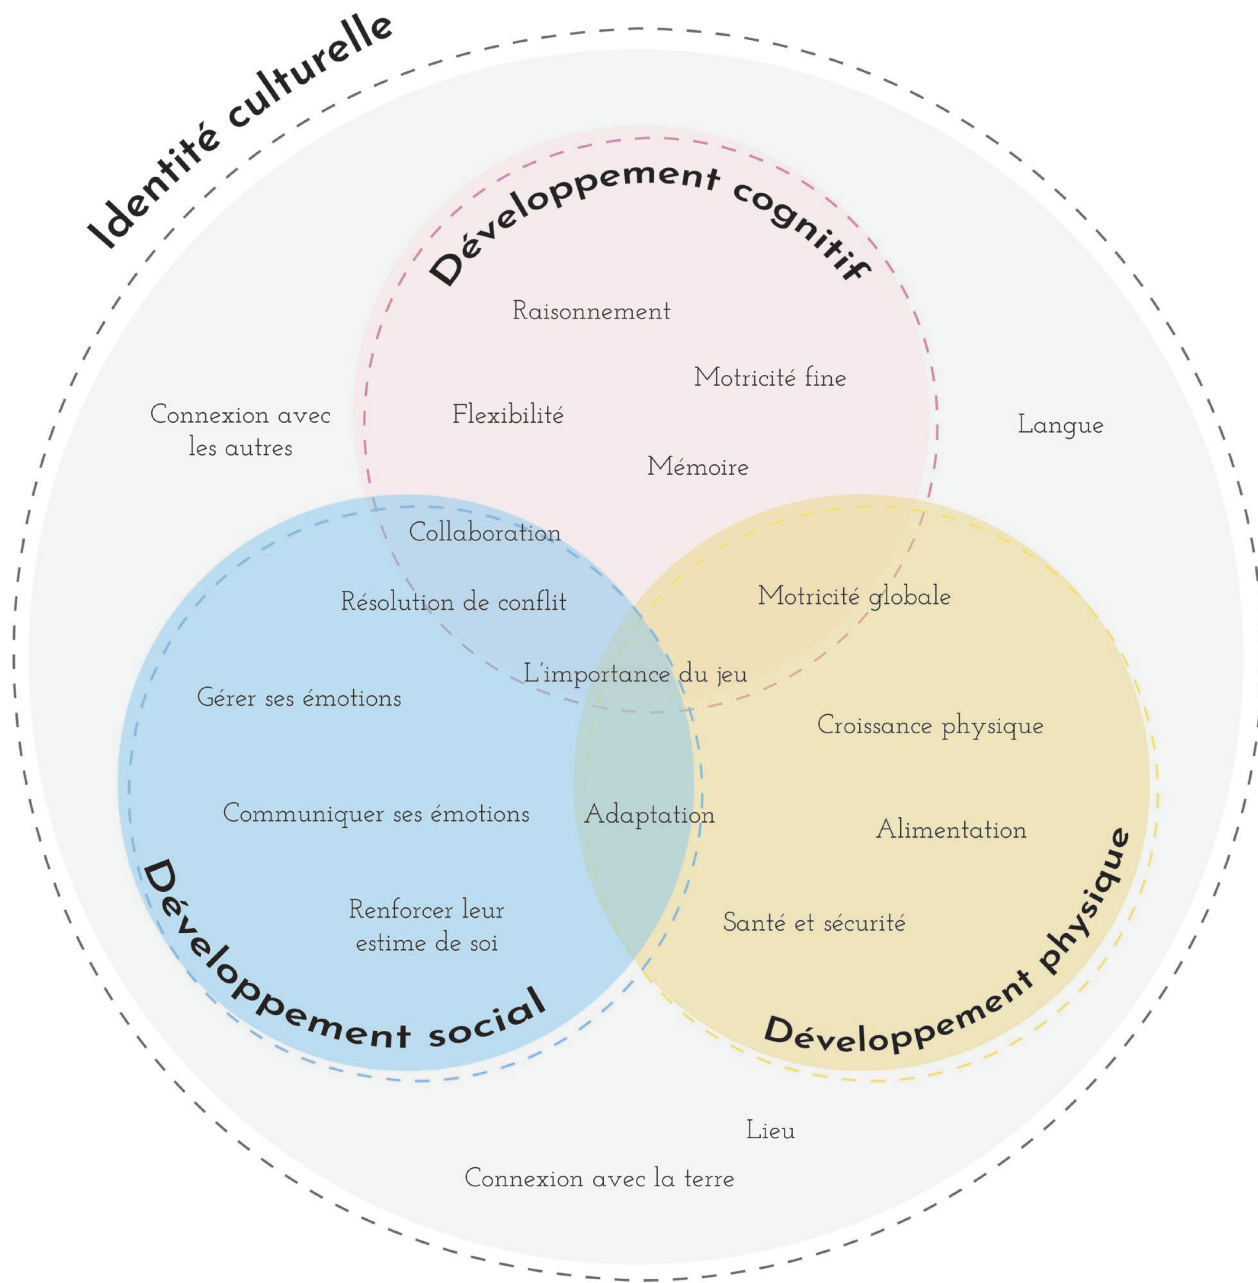 Identité culturelle
Développement cognitif
Raisonnement
Motricité fine
Flexibilité
Mémoire
Connexion avec
les autres
Langue
Collaboration
Résolution de conflit
Motricité globale
L'importance du jeu
Gérer ses émotions
Croissance physique
Communiquer ses émotions
Adaptation
Alimentation
Renforcer leur
estime de soi
Santé et sécurité
Développement social
Développement physique
Lieu
Connexion avec la terre